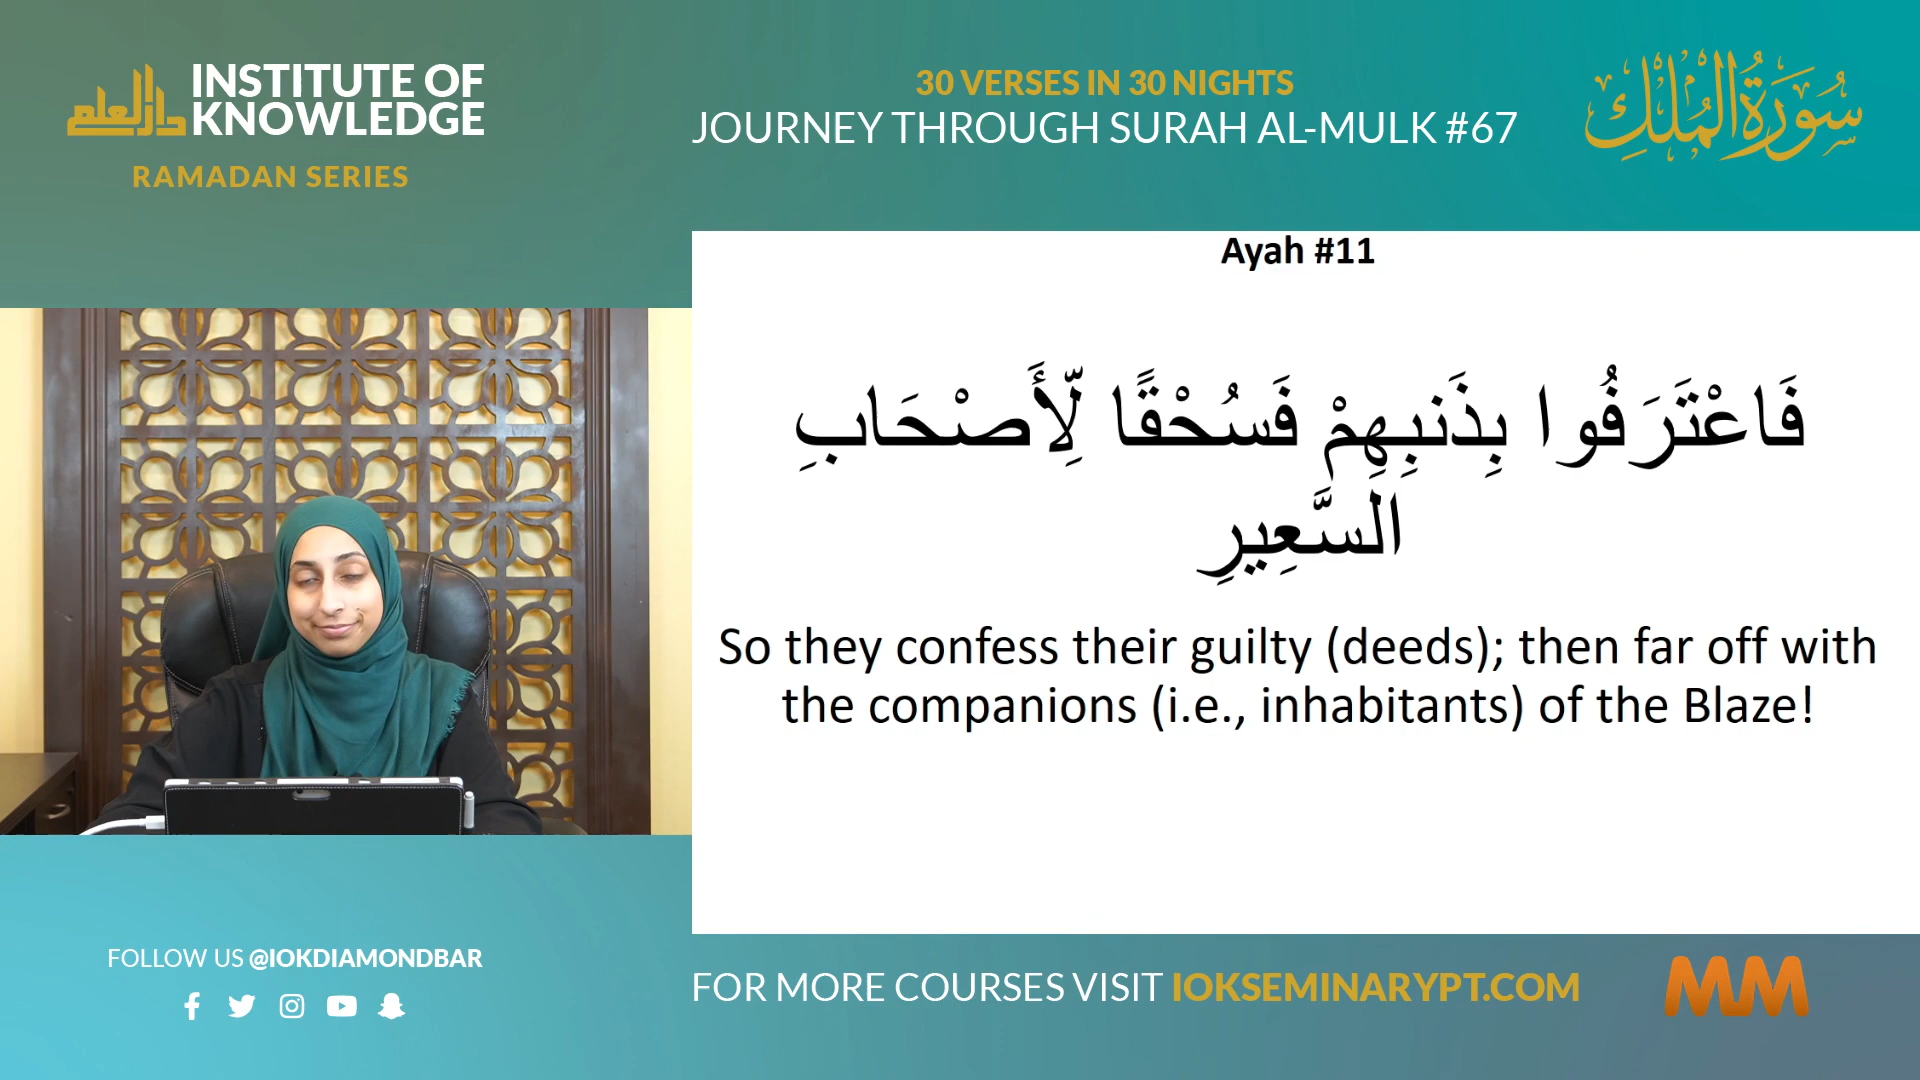 دار العلم
INSTITUTE OF
KNOWLEDGE
RAMADAN SERIES
30 VERSES IN 30 NIGHTS
JOURNEY THROUGH SURAH AL-MULK #67
سُورَةُ المُلْكِ
Ayah #11
فَاعْتَرَفُوا بِذَنبِهِمْ فَسُحْقًا لِّأَصْحَابِ
السَّعِيرِ
So they confess their guilty (deeds); then far off with
the companions (i.e., inhabitants) of the Blaze!
FOLLOW US @IOKDIAMONDBAR
FOR MORE COURSES VISIT IOKSEMINARYPT.COM
MM